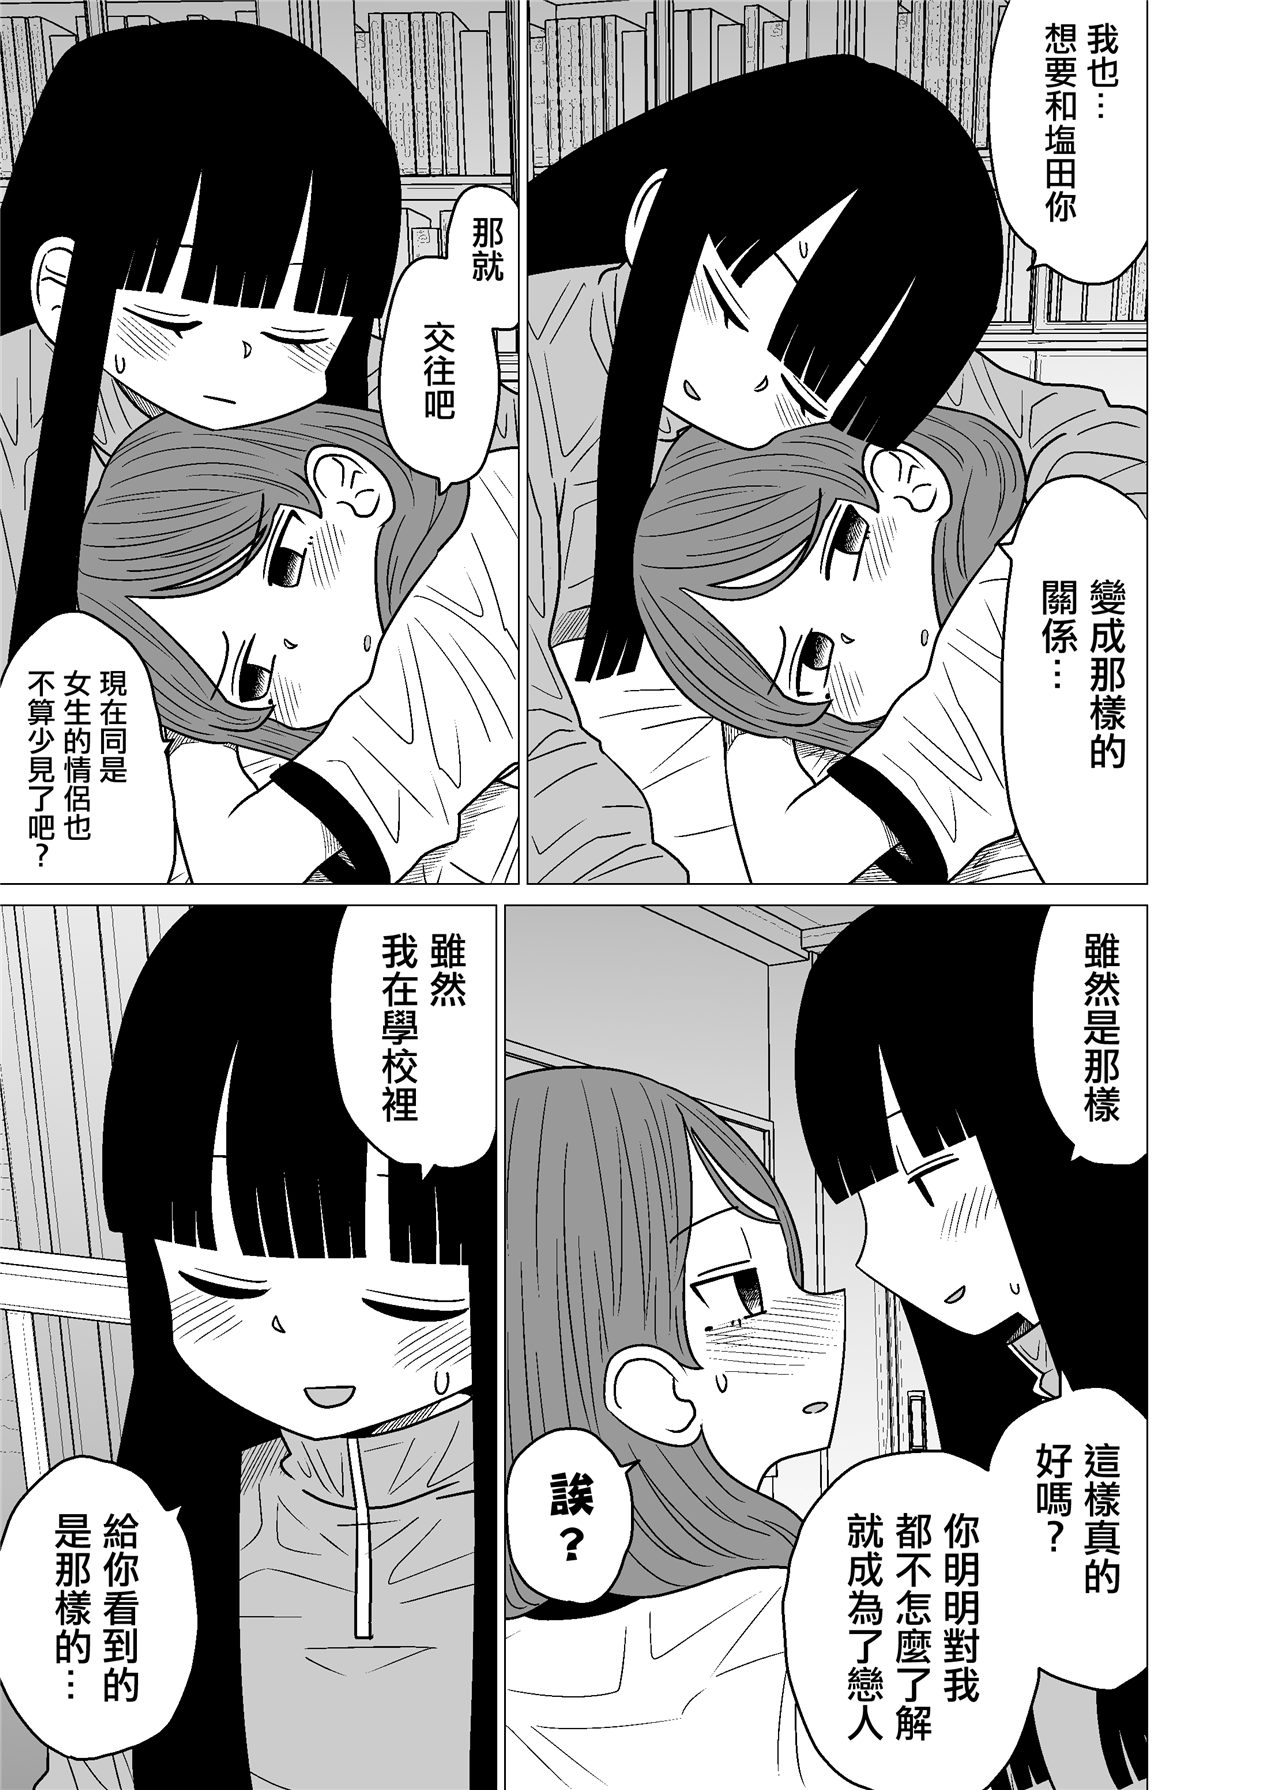 我也…
想要和塩田你
變成那樣的
關係…
那就
交往吧
現在同是
女生的情侶也
不算少見了吧？
雖然是那樣
這樣真的
好嗎？
你明明對我
都不怎麼了解
就成為了戀人
誒？
雖然
我在學校裡
給你看到的
是那樣的…